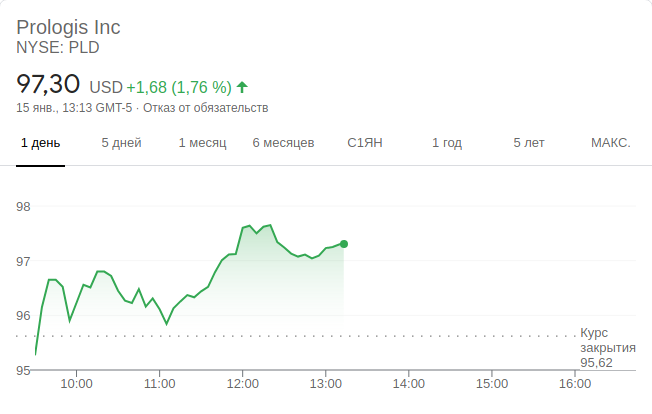 Prologis Inc
NYSE: PLD
97,30 USD +1,68 (1,76 %)
15 янв., 13:13 GMT-5 · Отказ от обязательств
1 день 5 дней 1 месяц 6 месяцев С1ЯН 1 год 5 лет МАКС.
98
97
96
Курс
закрытия
95,62
95
10:00 11:00 12:00 13:00 14:00 15:00 16:00